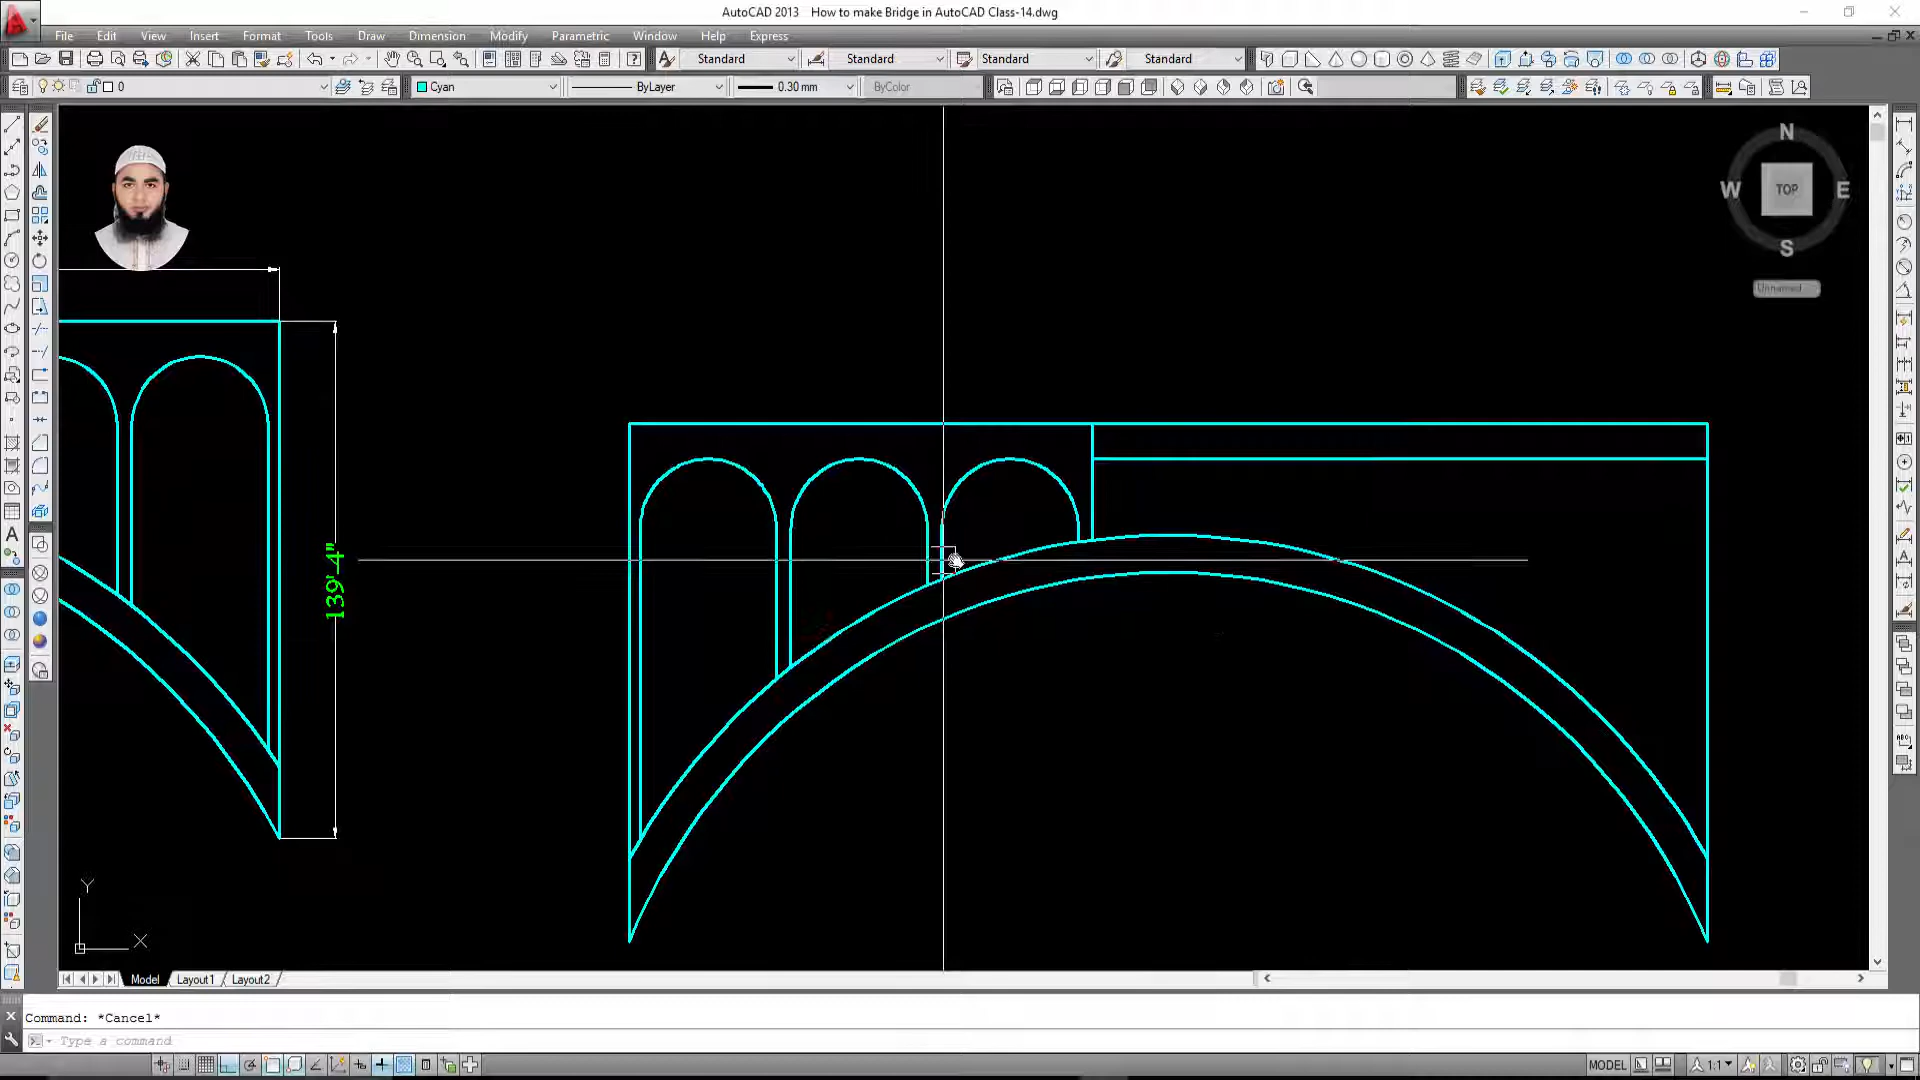 AutoCAD 2013 How to make Bridge in AutoCAD Class-14.dwg
File Edit View Insert Format Tools Draw Dimension Modify Parametric Window Help Express
Standard Standard Standard Standard
0 Cyan ByLayer 0.30 mm ByColor
N
W TOP E
S
Unnamed
139'-4"
Y
X
Model Layout1 Layout2
Command: *Cancel*
Type a command
MODEL 1:1